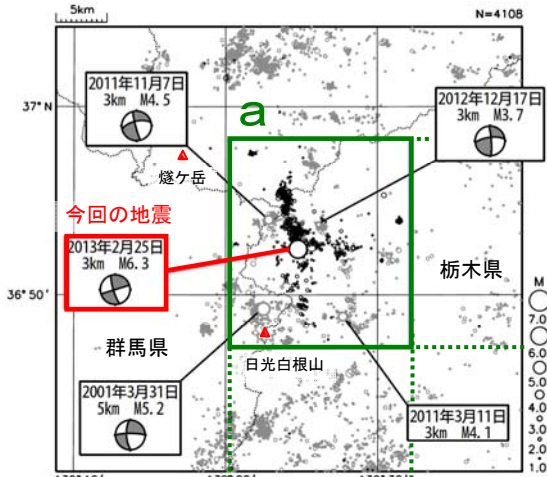 5km
N=4108
2011年11月7日
3km M4.5
2012年12月17日
3km M3.7
37°N
a
燧ケ岳
今回の地震
2013年2月25日
3km M6.3
栃木県
36°50'
M
7.0
6.0
5.0
4.0
3.0
2.0
1.0
群馬県
日光白根山
2001年3月31日
5km M5.2
2011年3月11日
3km M4.1